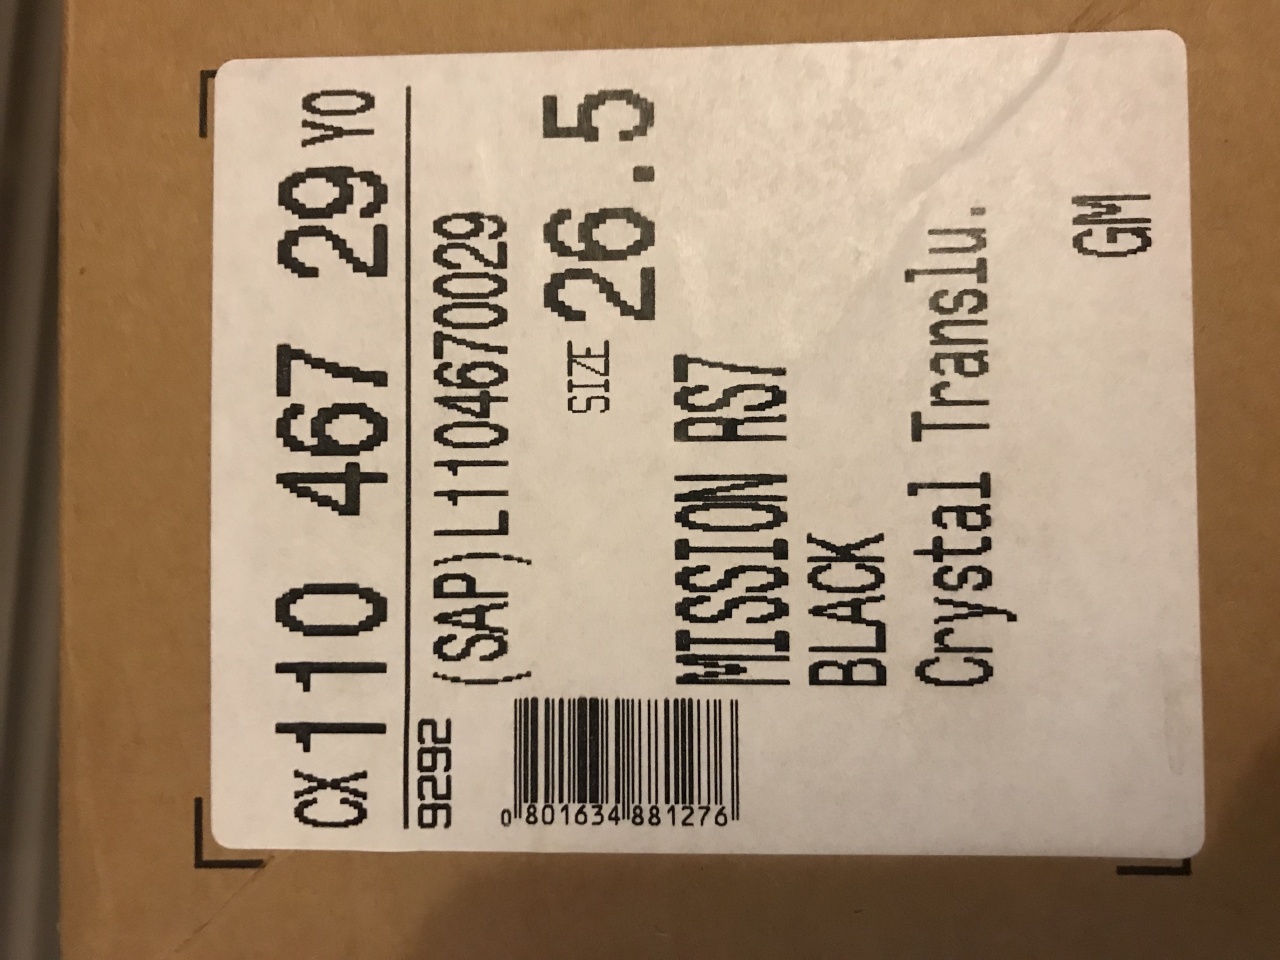 CX 110 467 29 YO
9292
(SAP)L1104670029
SIZE 26.5
MISSION RS7
BLACK
Crystal Translu.
GM
0 801634 881276